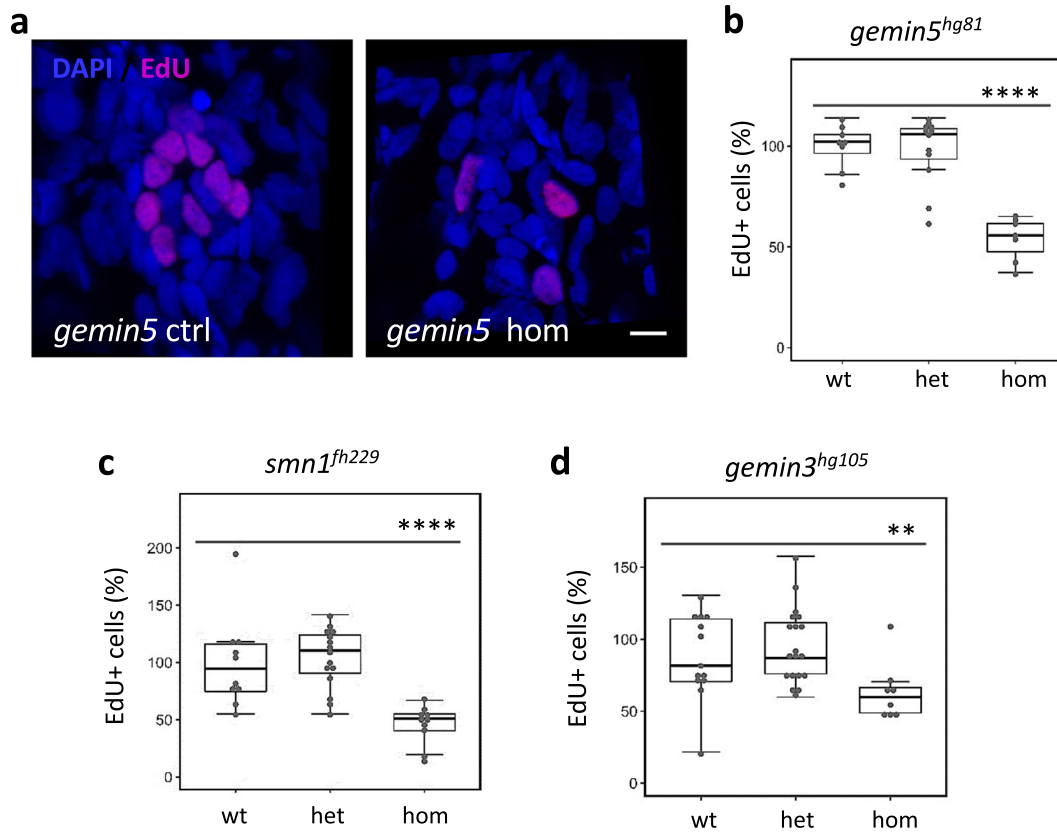 a
DAPI / EdU
gemin5 ctrl
gemin5 hom
b
gemin5hg81
****
EdU+ cells (%)
100
50
0
wt het hom
c
smn1fh229
****
EdU+ cells (%)
200
150
100
50
0
wt het hom
d
gemin3hg105
**
EdU+ cells (%)
150
100
50
0
wt het hom